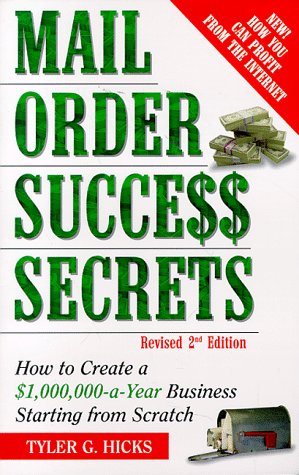 MAIL
ORDER
SUCCE$$
SECRETS
NEW!
HOW YOU
CAN PROFIT
FROM THE INTERNET
Revised 2nd Edition
How to Create a
$1,000,000-a-Year Business
Starting from Scratch
TYLER G. HICKS